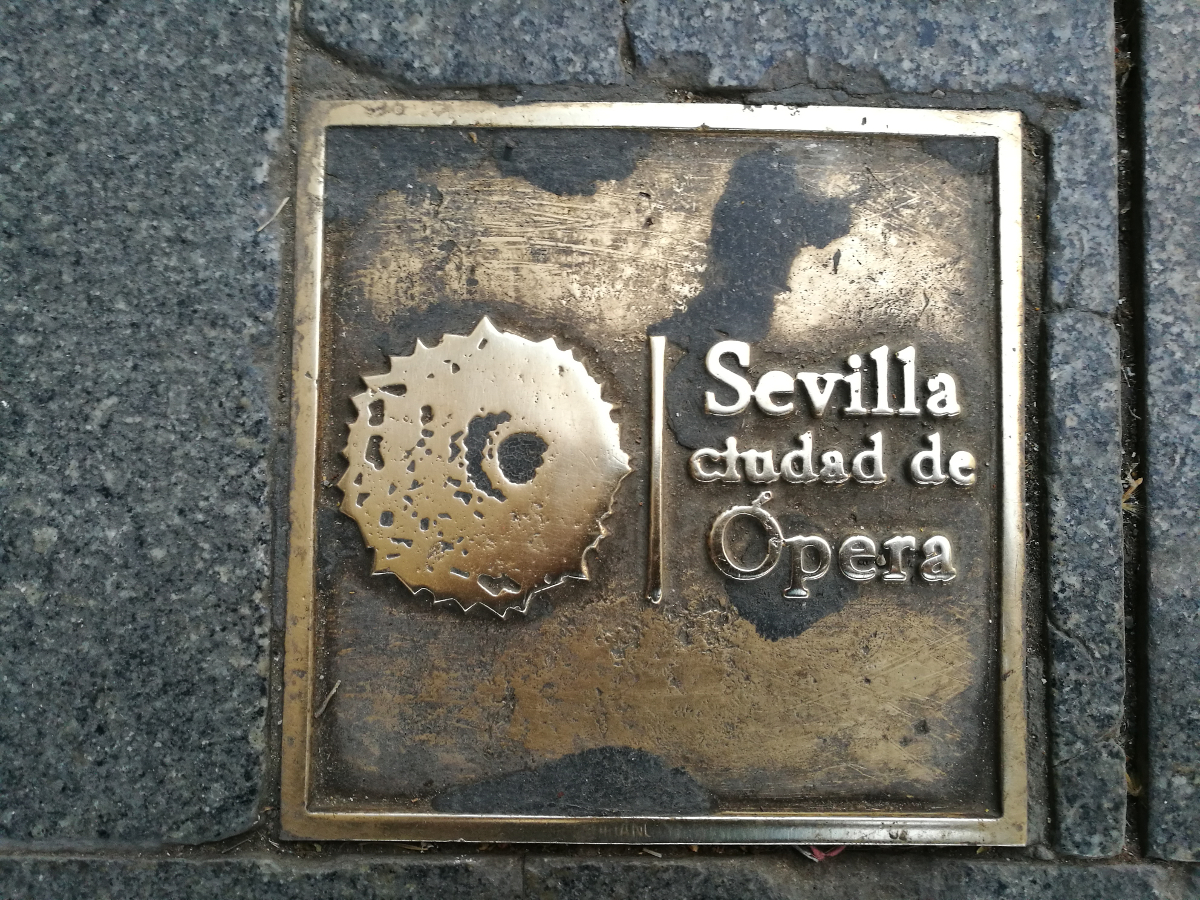 Sevilla
ciudad de
Ópera